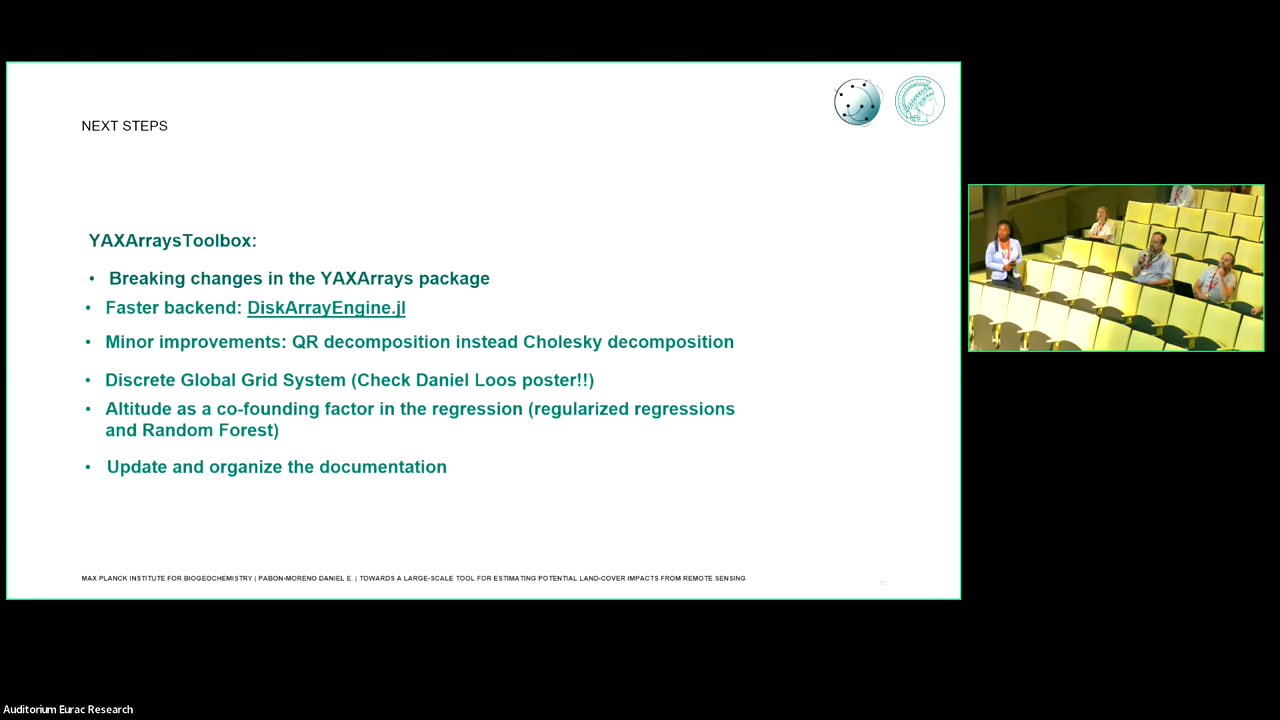 NEXT STEPS
YAXArraysToolbox:
• Breaking changes in the YAXArrays package
• Faster backend: DiskArrayEngine.jl
• Minor improvements: QR decomposition instead Cholesky decomposition
• Discrete Global Grid System (Check Daniel Loos poster!!)
• Altitude as a co-founding factor in the regression (regularized regressions
and Random Forest)
• Update and organize the documentation
MAX PLANCK INSTITUTE FOR BIOGEOCHEMISTRY | PABON-MORENO DANIEL E. | TOWARDS A LARGE-SCALE TOOL FOR ESTIMATING POTENTIAL LAND-COVER IMPACTS FROM REMOTE SENSING
Auditorium Eurac Research